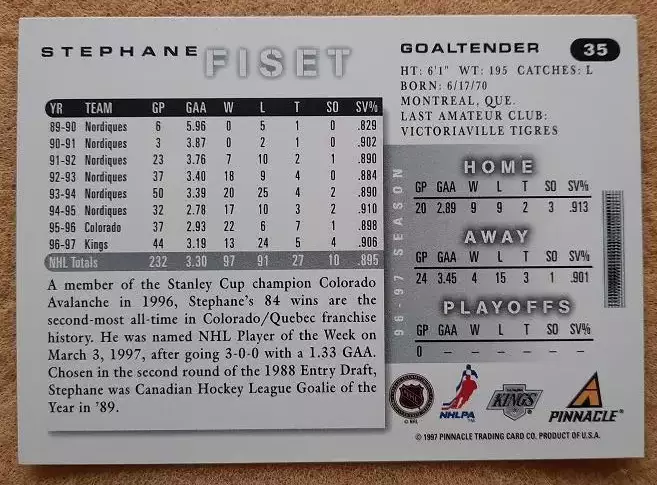 STEPHANE FISET
GOALTENDER 35
HT: 6'1" WT: 195 CATCHES: L
BORN: 6/17/70
MONTREAL, QUE.
LAST AMATEUR CLUB:
VICTORIAVILLE TIGRES
YR TEAM GP GAA W L T SO SV%
89-90 Nordiques 6 5.96 0 5 1 0 .829
90-91 Nordiques 3 3.87 0 2 1 0 .902
91-92 Nordiques 23 3.76 7 10 2 1 .890
92-93 Nordiques 37 3.40 18 9 4 0 .884
93-94 Nordiques 50 3.39 20 25 4 2 .890
94-95 Nordiques 32 2.78 17 10 3 2 .910
95-96 Colorado 37 2.93 22 6 7 1 .898
96-97 Kings 44 3.19 13 24 5 4 .906
NHL Totals 232 3.30 97 91 27 10 .895
A member of the Stanley Cup champion Colorado
Avalanche in 1996, Stephane's 84 wins are the
second-most all-time in Colorado/Quebec franchise
history. He was named NHL Player of the Week on
March 3, 1997, after going 3-0-0 with a 1.33 GAA.
Chosen in the second round of the 1988 Entry Draft,
Stephane was Canadian Hockey League Goalie of the
Year in '89.
96-97 SEASON
HOME
GP GAA W L T SO SV%
20 2.89 9 9 2 3 .913
AWAY
GP GAA W L T SO SV%
24 3.45 4 15 3 1 .901
PLAYOFFS
GP GAA W L T SO SV%
0 – – – – – –
NHL
© NHL
NHLPA
KINGS
PINNACLE
© 1997 PINNACLE TRADING CARD CO. PRODUCT OF U.S.A.